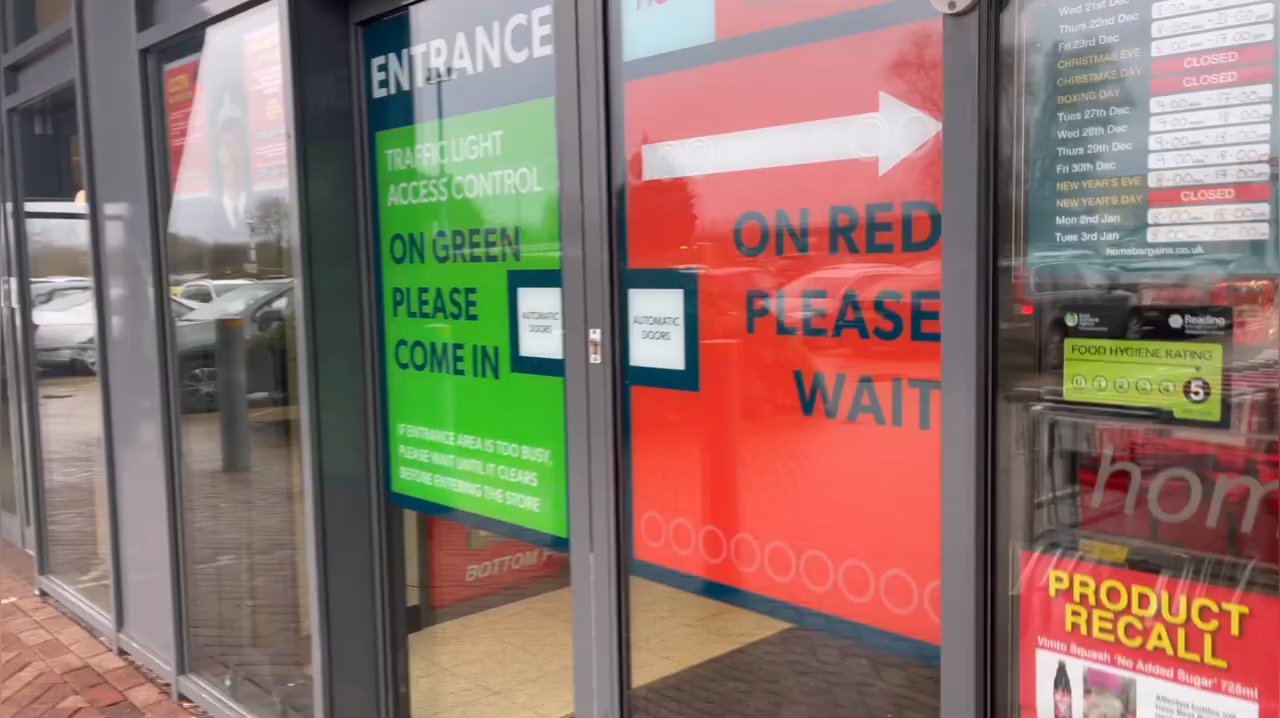 ENTRANCE
TRAFFIC LIGHT
ACCESS CONTROL
ON GREEN
PLEASE
COME IN
IF ENTRANCE AREA IS TOO BUSY,
PLEASE WAIT UNTIL IT CLEARS
BEFORE ENTERING THE STORE
AUTOMATIC
DOORS
BOTTOM
AUTOMATIC
DOORS
ON RED
PLEASE
WAIT
Wed 21st Dec
Thurs 22nd Dec
Fri 23rd Dec
CHRISTMAS EVE
CHRISTMAS DAY CLOSED
BOXING DAY CLOSED
Tues 27th Dec
Wed 28th Dec
Thurs 29th Dec
Fri 30th Dec
NEW YEAR'S EVE
NEW YEAR'S DAY CLOSED
Mon 2nd Jan
Tues 3rd Jan
homebargains.co.uk
Reading
FOOD HYGIENE RATING
0 1 2 3 4 5
hom
PRODUCT
RECALL
Vimto Squash 'No Added Sugar' 725ml
Affected bottles will